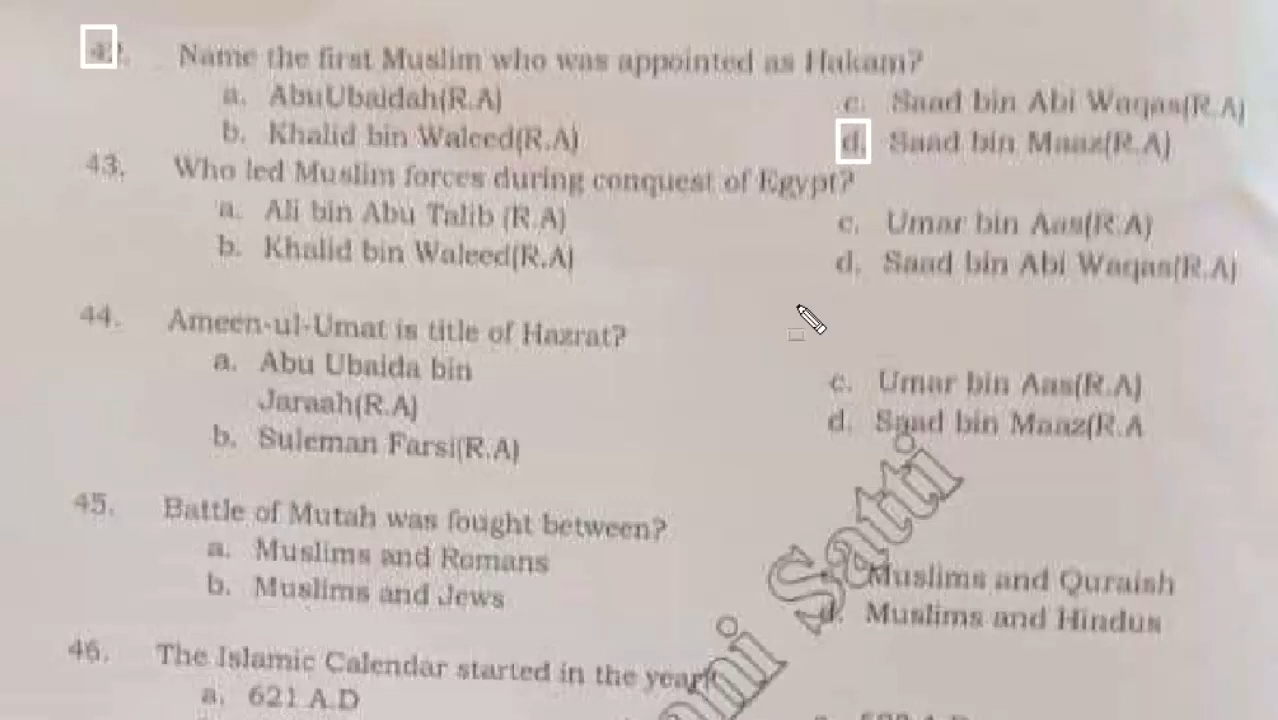 42. Name the first Muslim who was appointed as Hakam?
a. AbuUbaidah(R.A)
c. Saad bin Abi Waqas(R.A)
b. Khalid bin Waleed(R.A)
d. Saad bin Maaz(R.A)
43. Who led Muslim forces during conquest of Egypt?
a. Ali bin Abu Talib (R.A)
c. Umar bin Aas(R.A)
b. Khalid bin Waleed(R.A)
d. Saad bin Abi Waqas(R.A)
44. Ameen-ul-Umat is title of Hazrat?
a. Abu Ubaida bin
Jaraah(R.A)
c. Umar bin Aas(R.A)
b. Suleman Farsi(R.A)
d. Saad bin Maaz(R.A
45. Battle of Mutah was fought between?
a. Muslims and Romans
Muslims and Quraish
b. Muslims and Jews
d. Muslims and Hindus
46. The Islamic Calendar started in the year?
a. 621 A.D
Satti